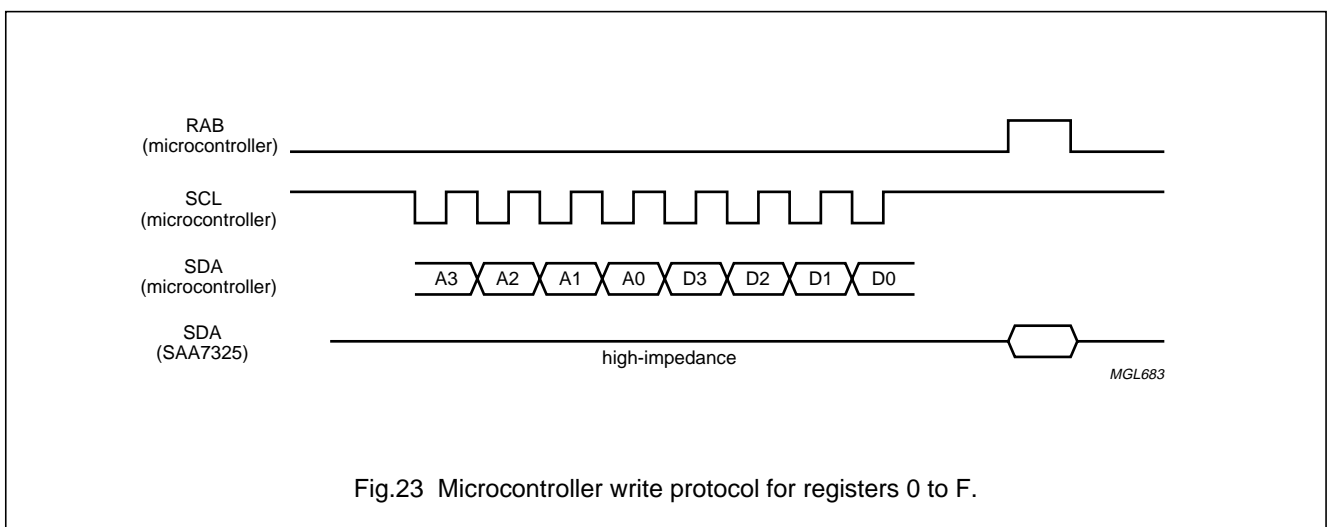 RAB
(microcontroller)
SCL
(microcontroller)
SDA
(microcontroller)
A3 A2 A1 A0 D3 D2 D1 D0
SDA
(SAA7325)
high-impedance
MGL683
Fig.23 Microcontroller write protocol for registers 0 to F.